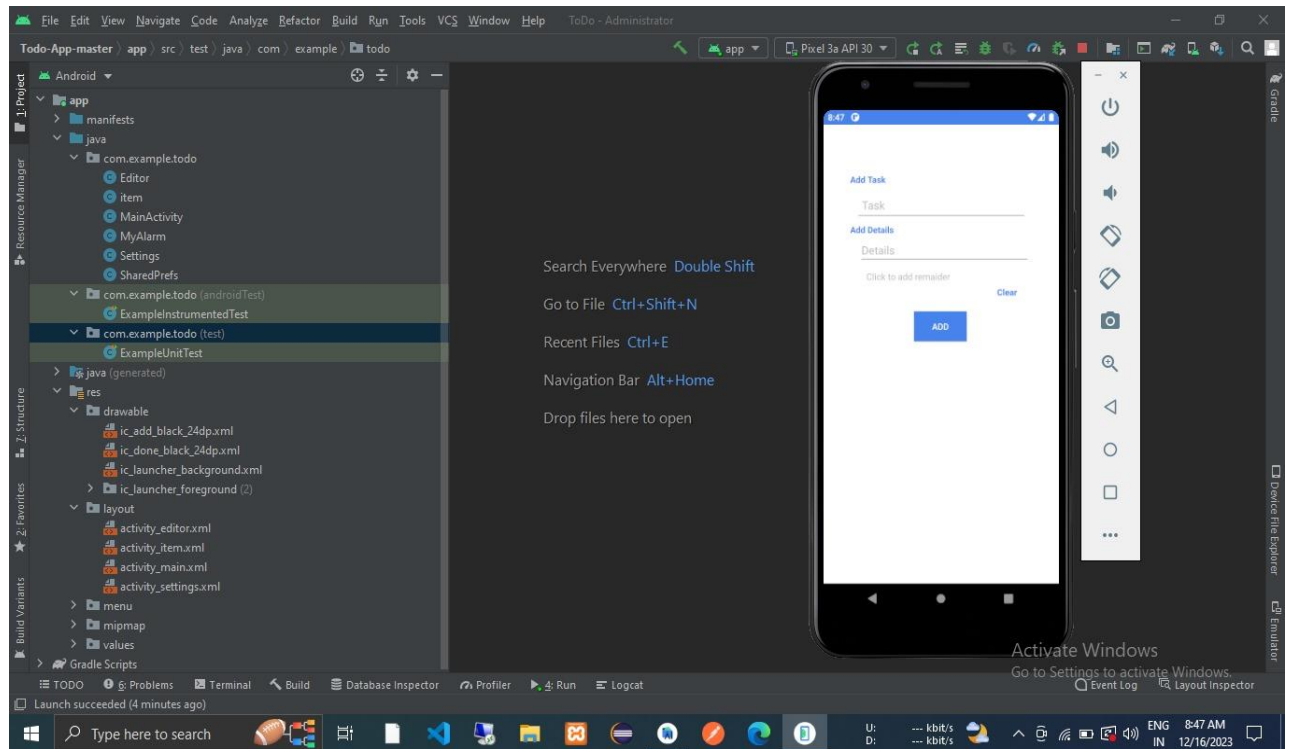 File Edit View Navigate Code Analyze Refactor Build Run Tools VCS Window Help ToDo - Administrator
Todo-App-master app src test java com example todo
app Pixel 3a API 30
1: Project
Resource Manager
7: Structure
2: Favorites
Build Variants
Android
app
manifests
java
com.example.todo
Editor
item
MainActivity
MyAlarm
Settings
SharedPrefs
com.example.todo (androidTest)
ExampleInstrumentedTest
com.example.todo (test)
ExampleUnitTest
java (generated)
res
drawable
ic_add_black_24dp.xml
ic_done_black_24dp.xml
ic_launcher_background.xml
ic_launcher_foreground (2)
layout
activity_editor.xml
activity_item.xml
activity_main.xml
activity_settings.xml
menu
mipmap
values
Gradle Scripts
Search Everywhere Double Shift
Go to File Ctrl+Shift+N
Recent Files Ctrl+E
Navigation Bar Alt+Home
Drop files here to open
8:47
Add Task
Task
Add Details
Details
Click to add remaider
Clear
ADD
Gradle
Device File Explorer
Emulator
Activate Windows
Go to Settings to activate Windows.
TODO 6: Problems Terminal Build Database Inspector Profiler 4: Run Logcat Event Log Layout Inspector
Launch succeeded (4 minutes ago)
Type here to search
U: --- kbit/s
D: --- kbit/s
ENG 8:47 AM
IN 12/16/2023